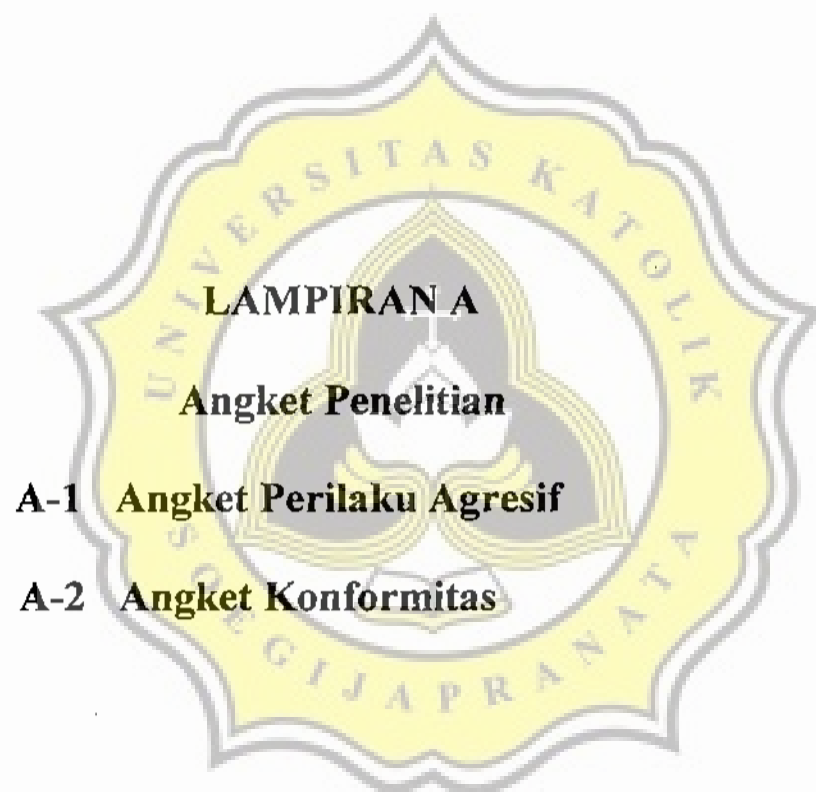 UNIVERSITAS KATOLIK
LAMPIRAN A
Angket Penelitian
A-1 Angket Perilaku Agresif
A-2 Angket Konformitas
SOEGIJAPRANATA